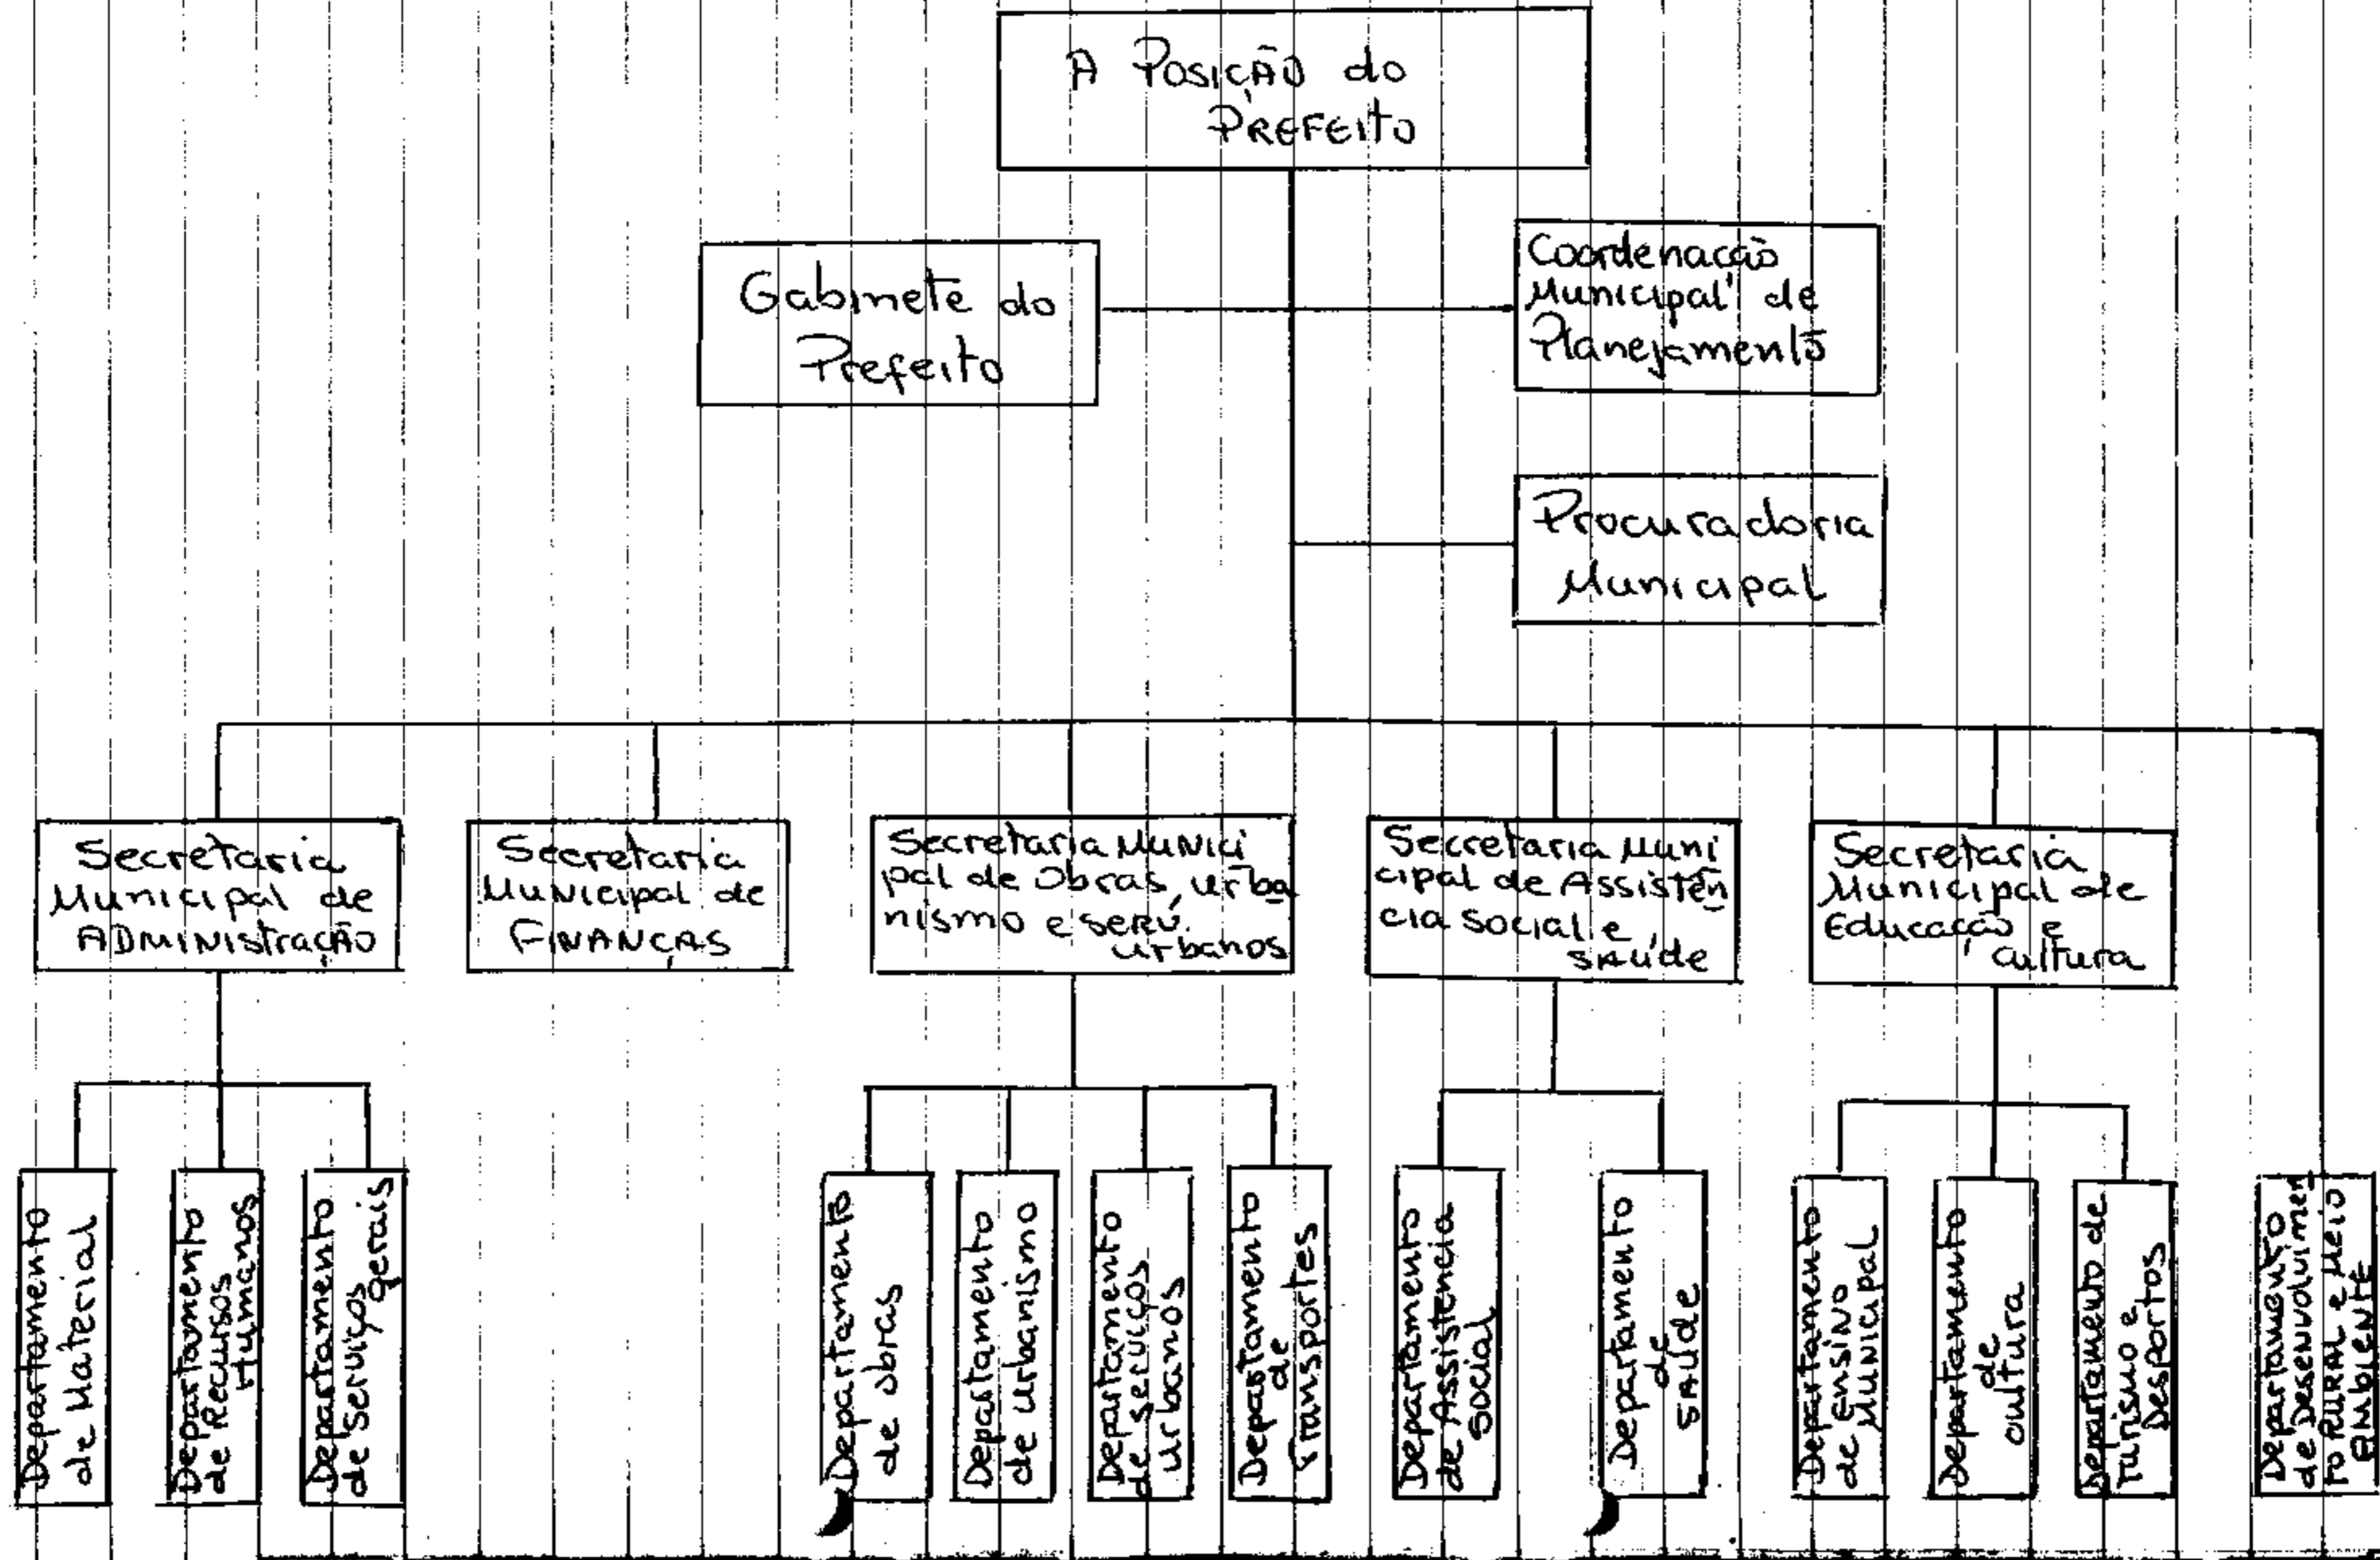 A POSIÇÃO do
PREFEITO
Gabinete do
Prefeito
Coordenação
Municipal de
Planejamento
Procuradoria
Municipal
Secretaria
Municipal de
ADMINIStração
Secretaria
MUNICIpal de
FINANÇAS
Secretaria MUNICI
pal de Obras, urba
nismo e serv.
urbanos
Secretaria Muni
cipal de Assistên
cia social e
SAúde
Secretaria
Municipal de
Educação e
Cultura
Departamento
de Material
Departamento
de Recursos
Humanos
Departamento
de Serviços
gerais
Departamento
de obras
Departamento
de urbanismo
Departamento
de serviços
urbanos
Departamento
de
Transportes
Departamento
de Assistência
Social
Departamento
de
SAúde
Departamento
de Ensino
Municipal
Departamento
de
cultura
Departamento de
Turismo e
Desportos
Departamento
de Desenvolvimen
to RURAL e Meio
AMBIENTE